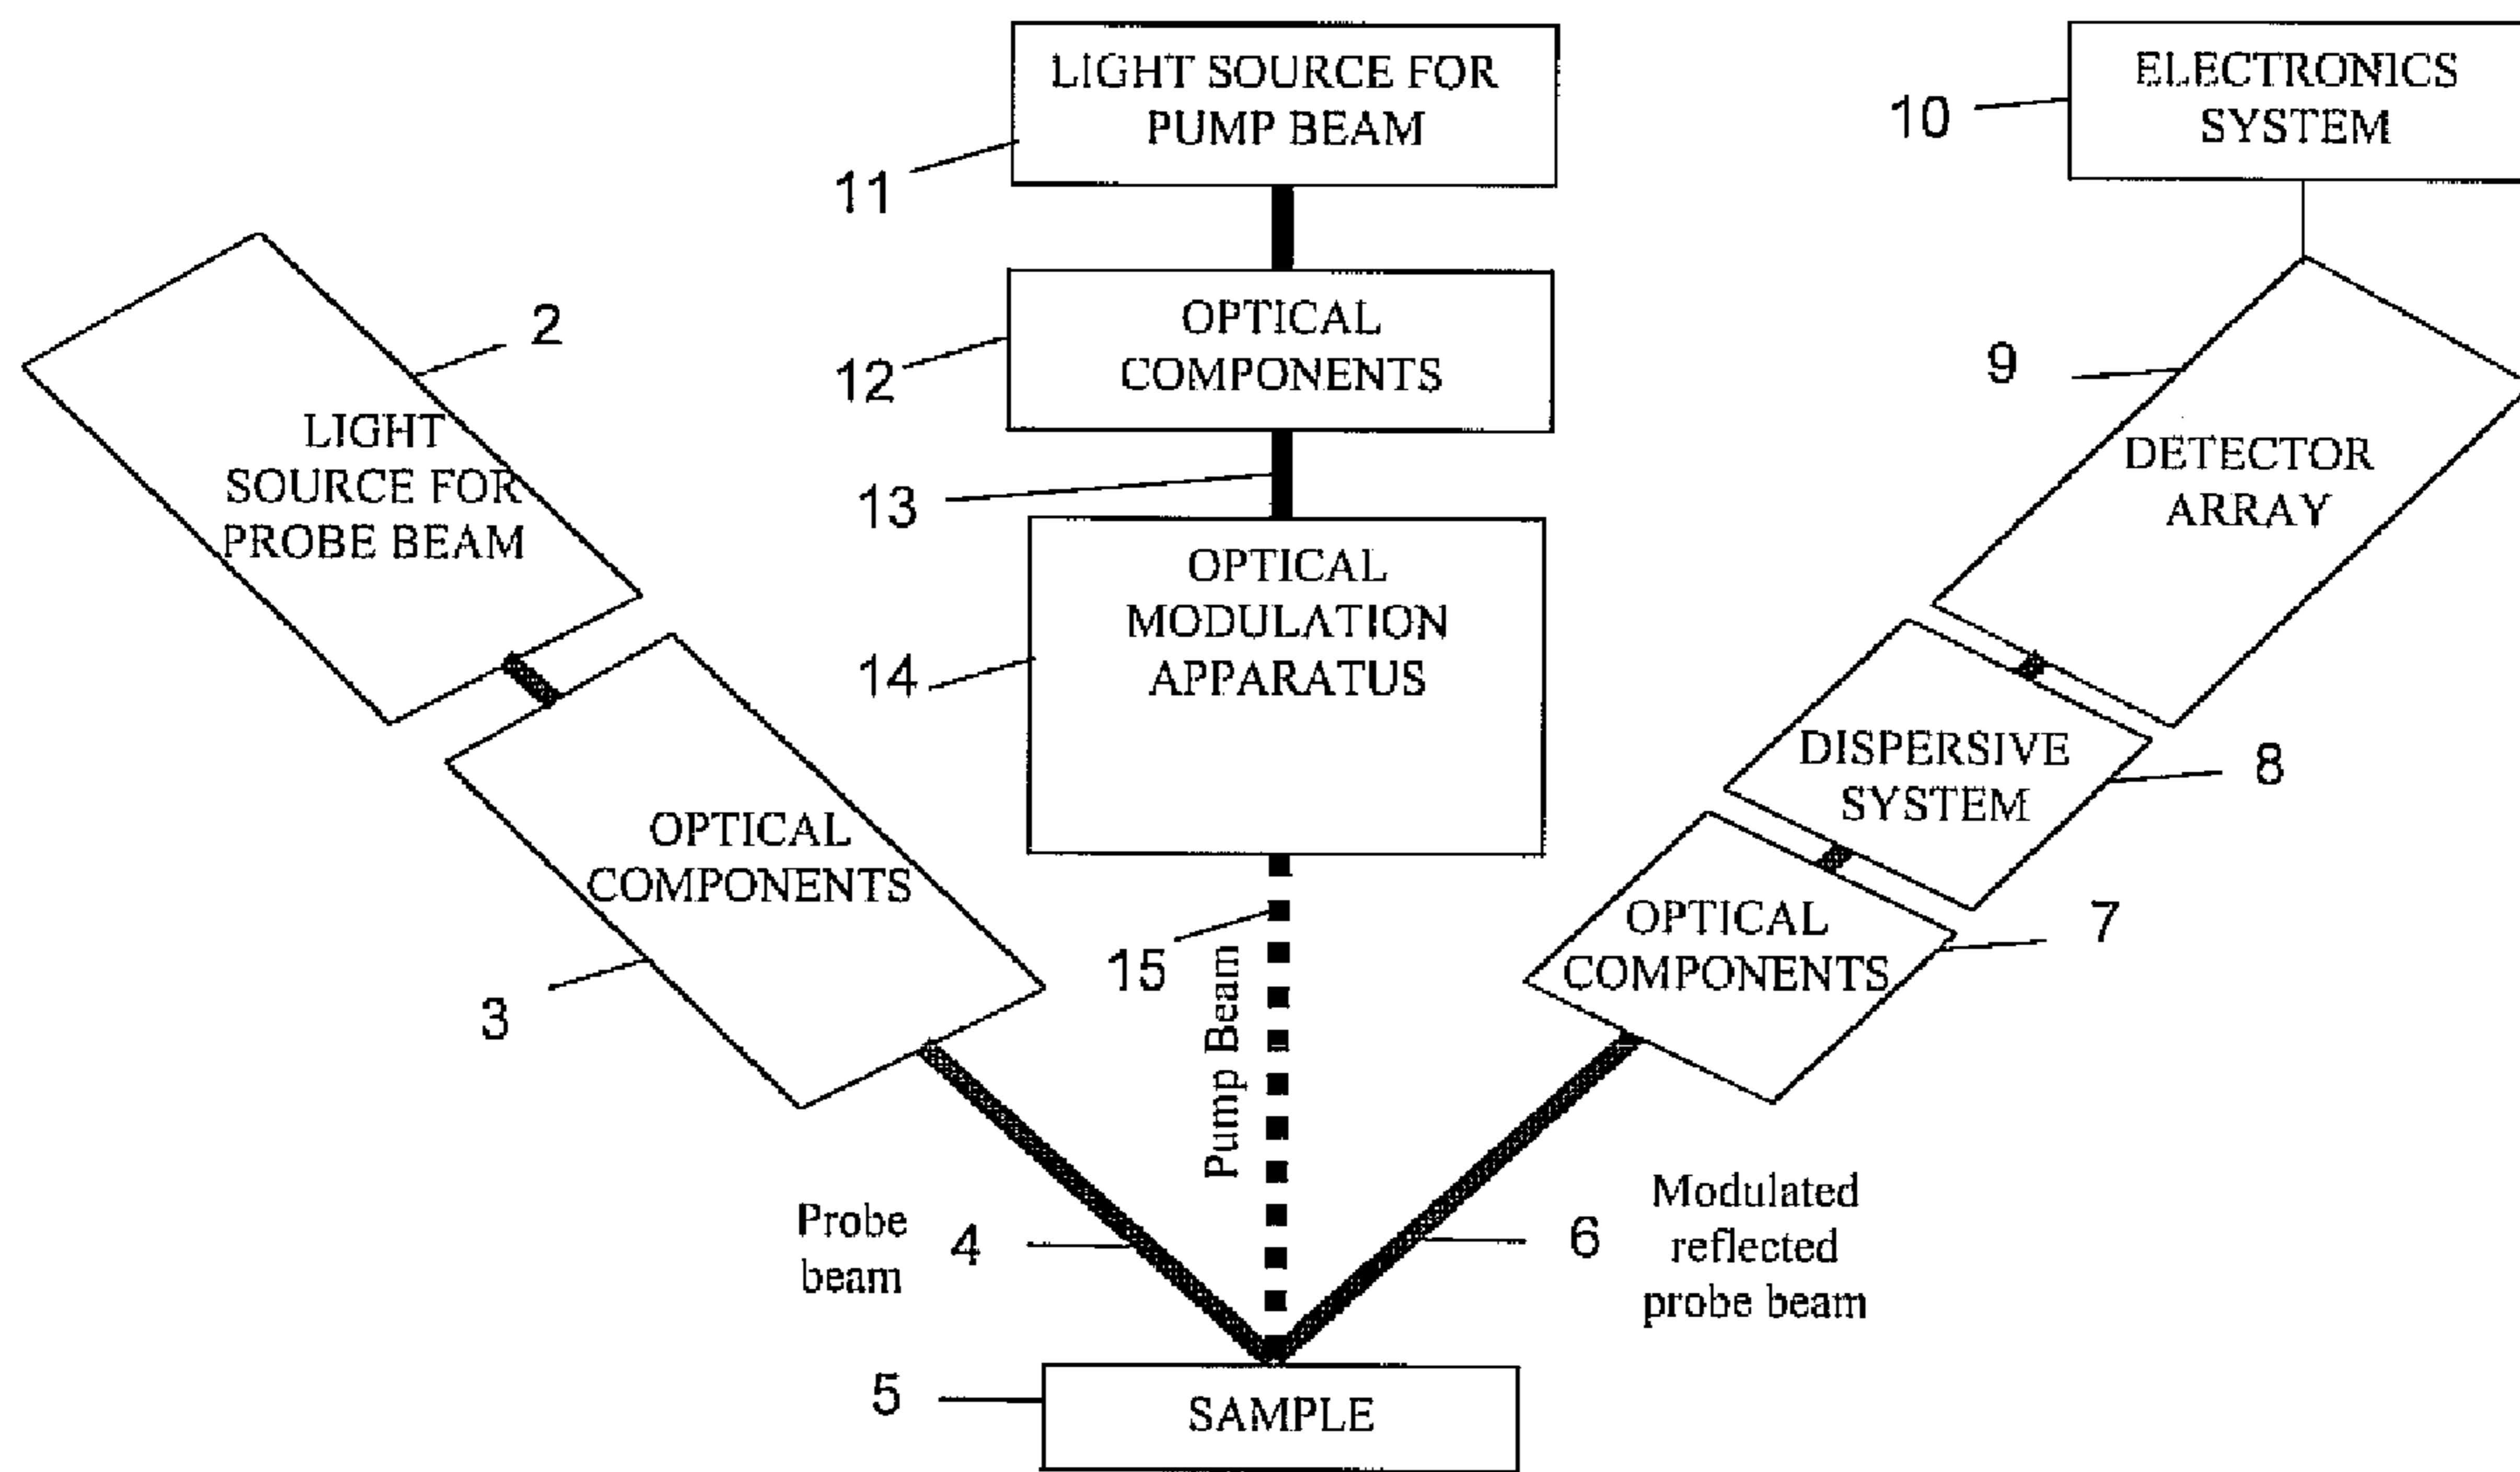 LIGHT SOURCE FOR
PUMP BEAM
11
ELECTRONICS
SYSTEM
10
2
LIGHT
SOURCE FOR
PROBE BEAM
OPTICAL
COMPONENTS
12
13
9
DETECTOR
ARRAY
OPTICAL
MODULATION
APPARATUS
14
DISPERSIVE
SYSTEM
8
OPTICAL
COMPONENTS
3
OPTICAL
COMPONENTS
7
15
Pump Beam
Probe
beam
4
6
Modulated
reflected
probe beam
5
SAMPLE